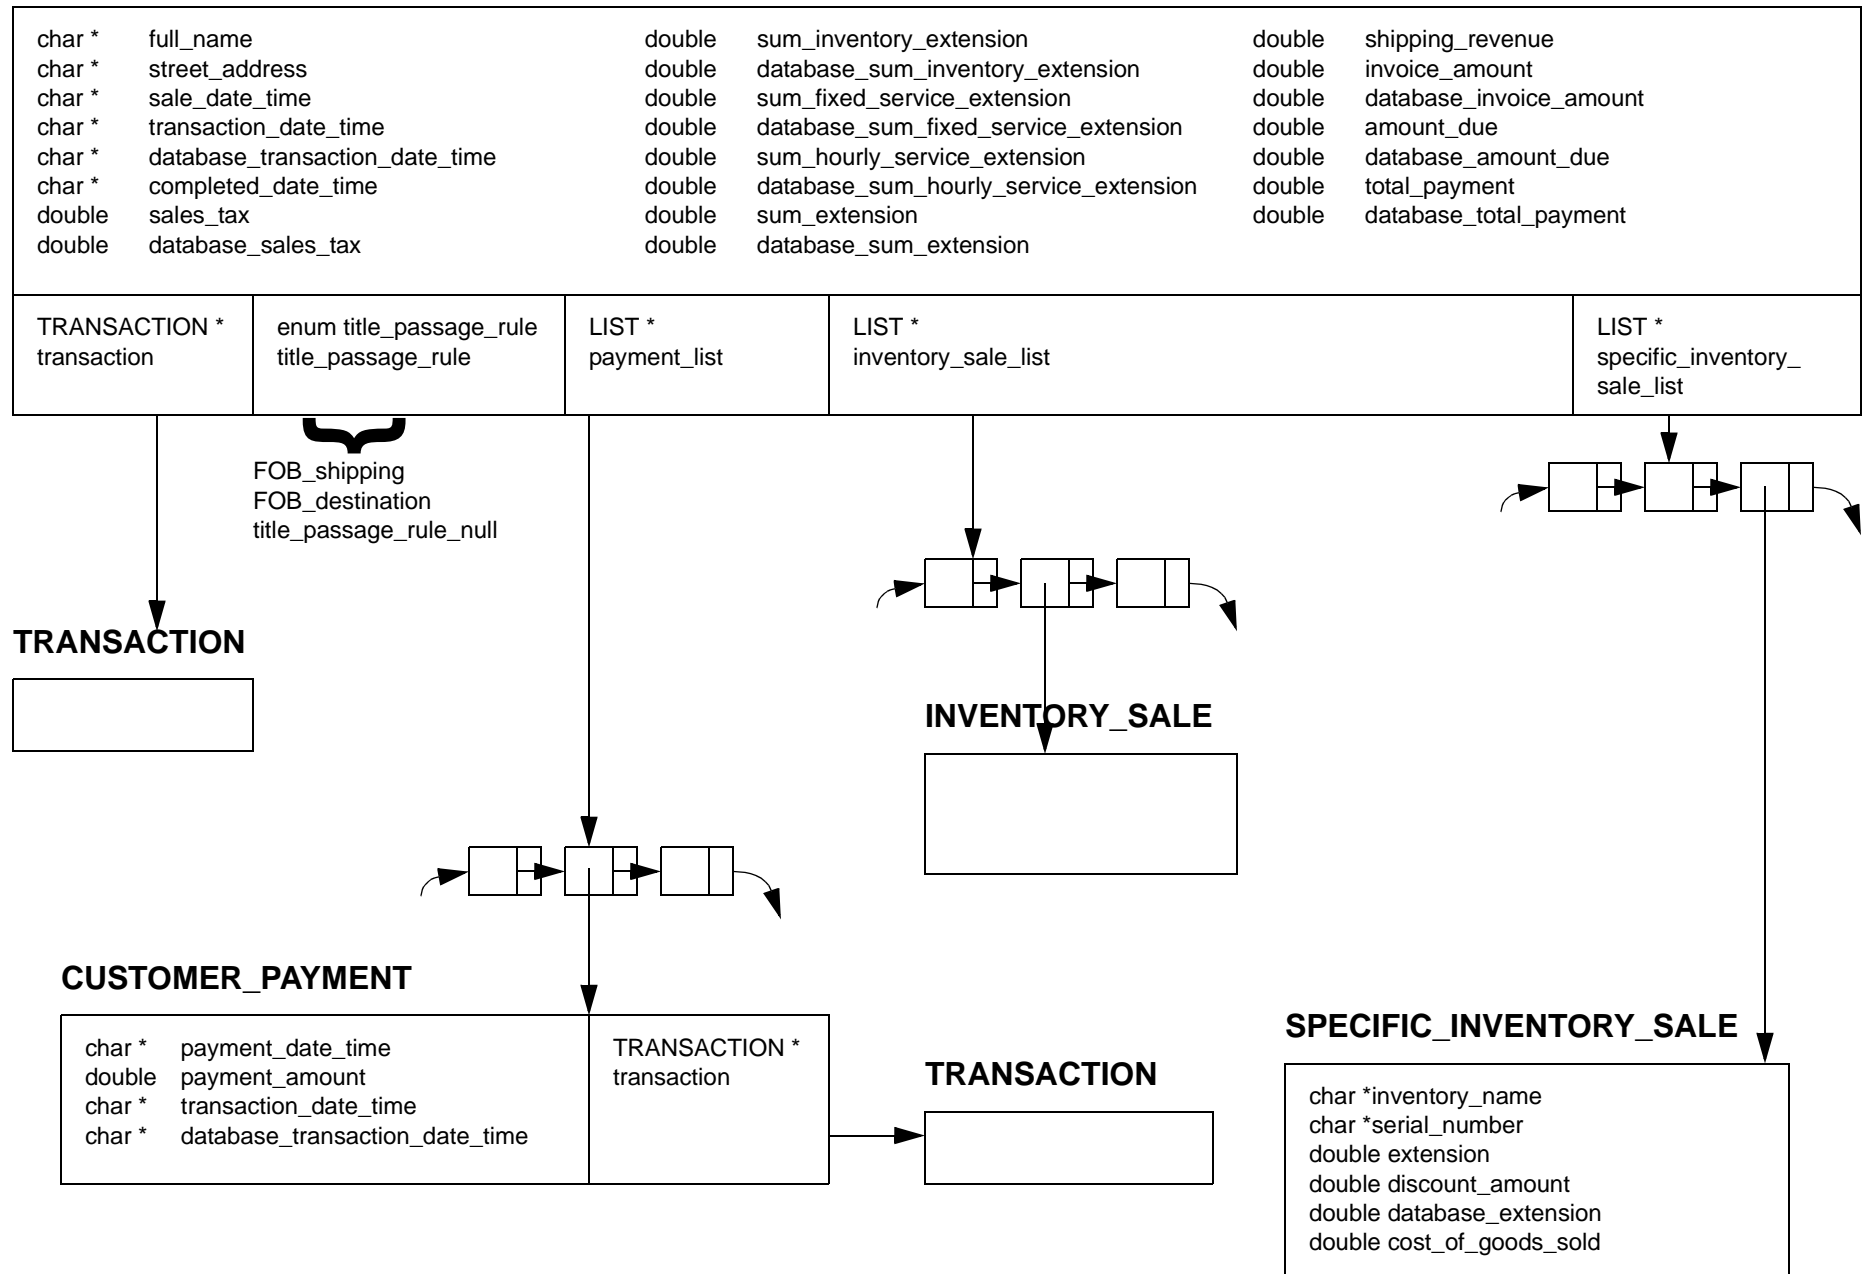 char * full_name
char * street_address
char * sale_date_time
char * transaction_date_time
char * database_transaction_date_time
char * completed_date_time
double sales_tax
double database_sales_tax
double sum_inventory_extension
double database_sum_inventory_extension
double sum_fixed_service_extension
double database_sum_fixed_service_extension
double sum_hourly_service_extension
double database_sum_hourly_service_extension
double sum_extension
double database_sum_extension
double shipping_revenue
double invoice_amount
double database_invoice_amount
double amount_due
double database_amount_due
double total_payment
double database_total_payment
TRANSACTION *
transaction
enum title_passage_rule
title_passage_rule
LIST *
payment_list
LIST *
inventory_sale_list
LIST *
specific_inventory_
sale_list
FOB_shipping
FOB_destination
title_passage_rule_null
TRANSACTION
INVENTORY_SALE
CUSTOMER_PAYMENT
char * payment_date_time
double payment_amount
char * transaction_date_time
char * database_transaction_date_time
TRANSACTION *
transaction
TRANSACTION
SPECIFIC_INVENTORY_SALE
char *inventory_name
char *serial_number
double extension
double discount_amount
double database_extension
double cost_of_goods_sold